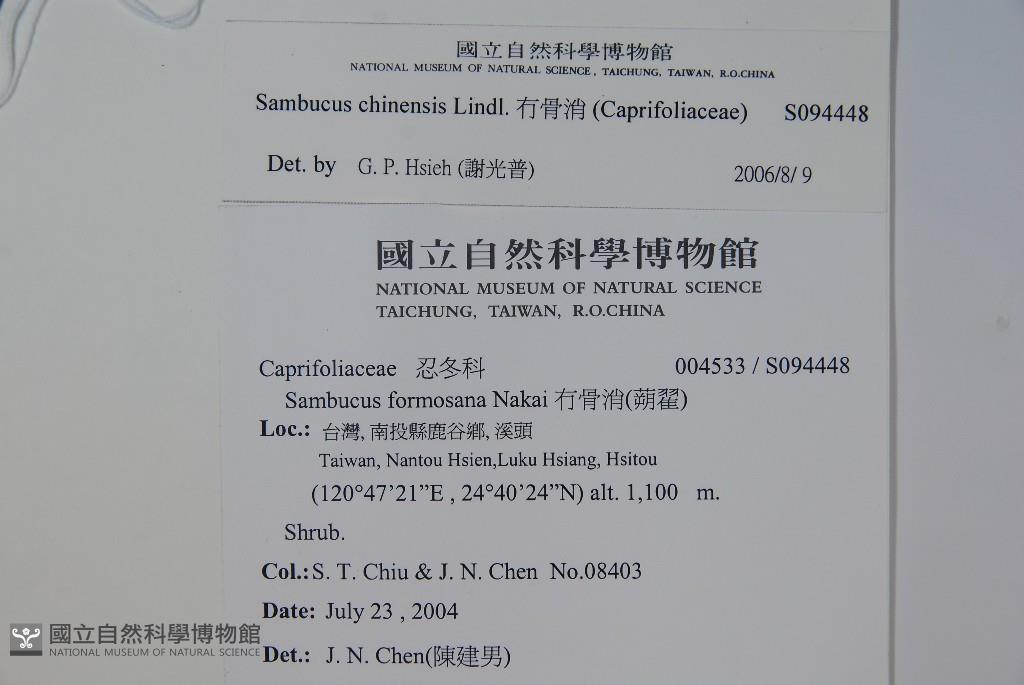 國立自然科學博物館
NATIONAL MUSEUM OF NATURAL SCIENCE, TAICHUNG, TAIWAN, R.O.CHINA
Sambucus chinensis Lindl. 冇骨消 (Caprifoliaceae) S094448
Det. by G. P. Hsieh (謝光普) 2006/8/ 9
國立自然科學博物館
NATIONAL MUSEUM OF NATURAL SCIENCE
TAICHUNG, TAIWAN, R.O.CHINA
Caprifoliaceae 忍冬科 004533 / S094448
Sambucus formosana Nakai 冇骨消(蒴翟)
Loc.: 台灣, 南投縣鹿谷鄉, 溪頭
Taiwan, Nantou Hsien,Luku Hsiang, Hsitou
(120°47’21”E , 24°40’24”N) alt. 1,100 m.
Shrub.
Col.: S. T. Chiu & J. N. Chen No.08403
Date: July 23 , 2004
Det.: J. N. Chen(陳建男)
國立自然科學博物館
NATIONAL MUSEUM OF NATURAL SCIENCE